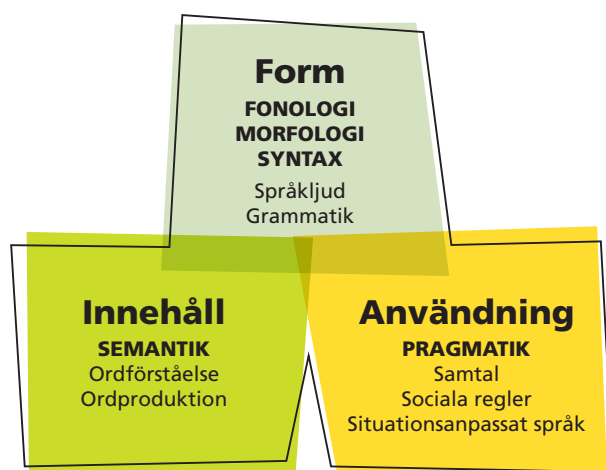 Form
FONOLOGI
MORFOLOGI
SYNTAX
Språkljud
Grammatik
Innehåll
SEMANTIK
Ordförståelse
Ordproduktion
Användning
PRAGMATIK
Samtal
Sociala regler
Situationsanpassat språk